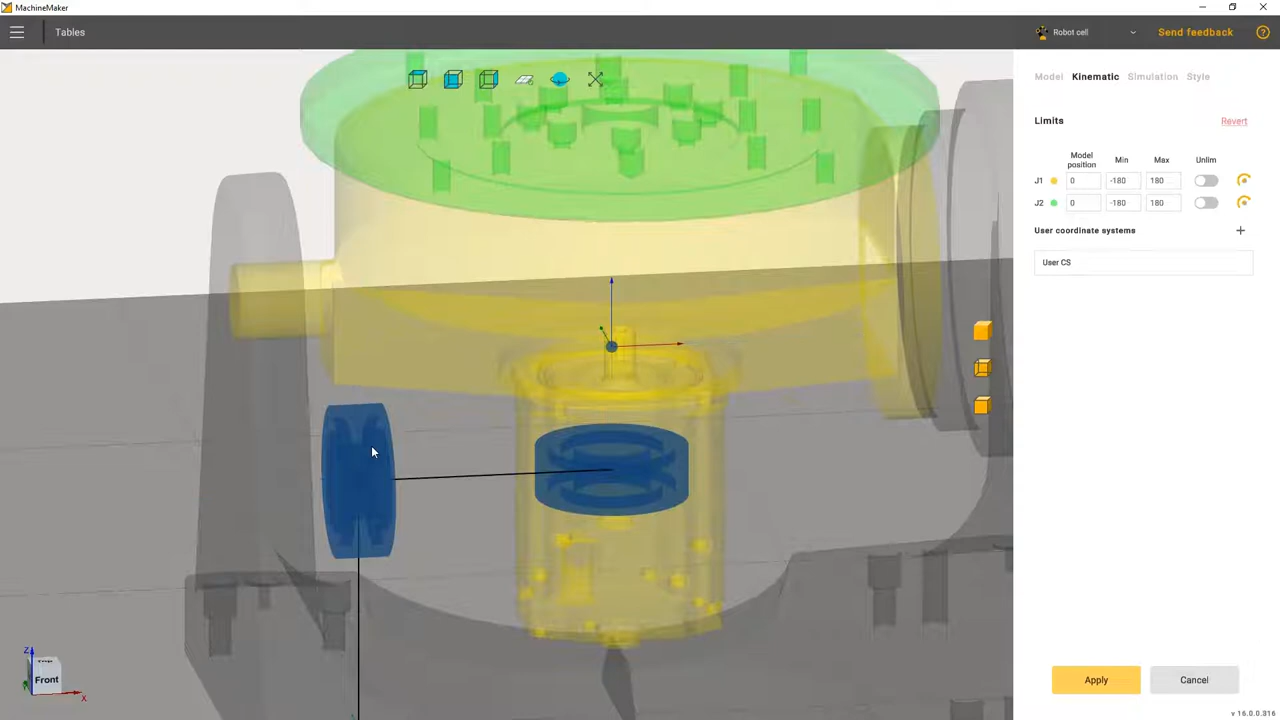 MachineMaker
Tables
Robot cell
Send feedback
?
Model Kinematic Simulation Style
Limits
Revert
Model position Min Max Unlim
J1 0 -180 180
J2 0 -180 180
User coordinate systems +
User CS
Z
Front
X
Apply Cancel
v 16.0.0.316